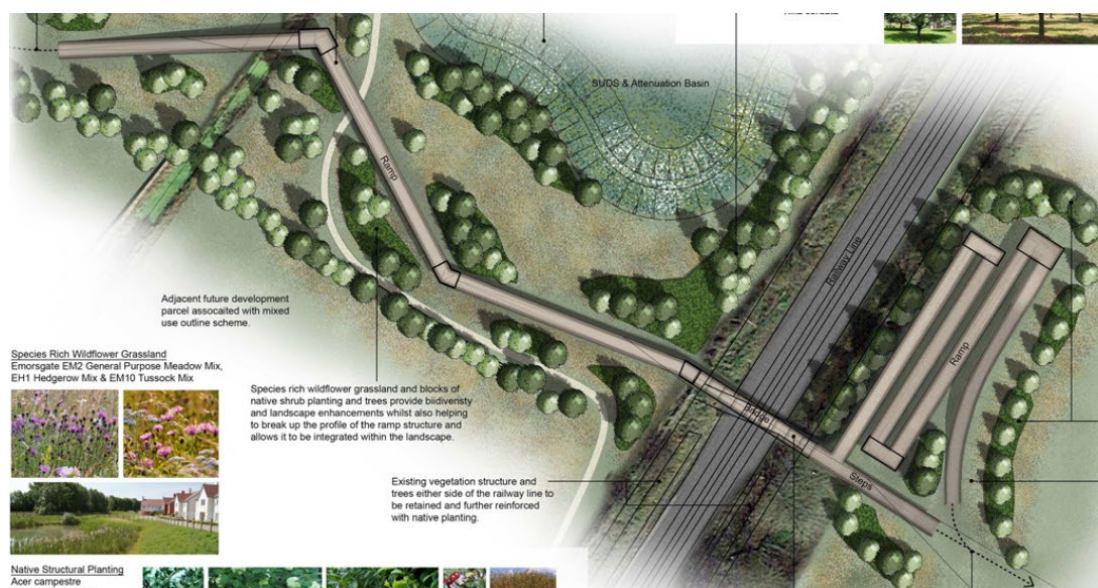 SUDS & Attenuation Basin
Ramp
Railway Line
Adjacent future development
parcel assocaited with mixed
use outline scheme.
Species Rich Wildflower Grassland
Emorsgate EM2 General Purpose Meadow Mix,
EH1 Hedgerow Mix & EM10 Tussock Mix
Species rich wildflower grassland and blocks of
native shrub planting and trees provide biidiveristy
and landscape enhancements whilst also helping
to break up the profile of the ramp structure and
allows it to be integrated within the landscape.
Ramp
Bridge
Steps
Existing vegetation structure and
trees either side of the railway line to
be retained and further reinforced
with native planting.
Native Structural Planting
Acer campestre